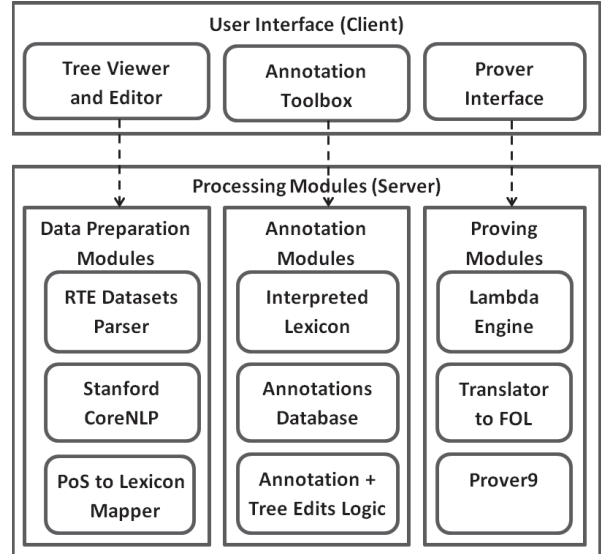 User Interface (Client)
Tree Viewer
and Editor
Annotation
Toolbox
Prover
Interface
Processing Modules (Server)
Data Preparation
Modules
RTE Datasets
Parser
Stanford
CoreNLP
PoS to Lexicon
Mapper
Annotation
Modules
Interpreted
Lexicon
Annotations
Database
Annotation +
Tree Edits Logic
Proving
Modules
Lambda
Engine
Translator
to FOL
Prover9